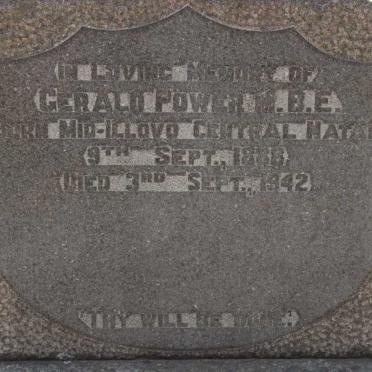 IN LOVING MEMORY OF
GERALD POWER M.B.E.
BORN MID-ILLOVO CENTRAL NATAL
9TH SEPT.,
DIED 3RD SEPT., 1942.
"THY WILL BE DONE."